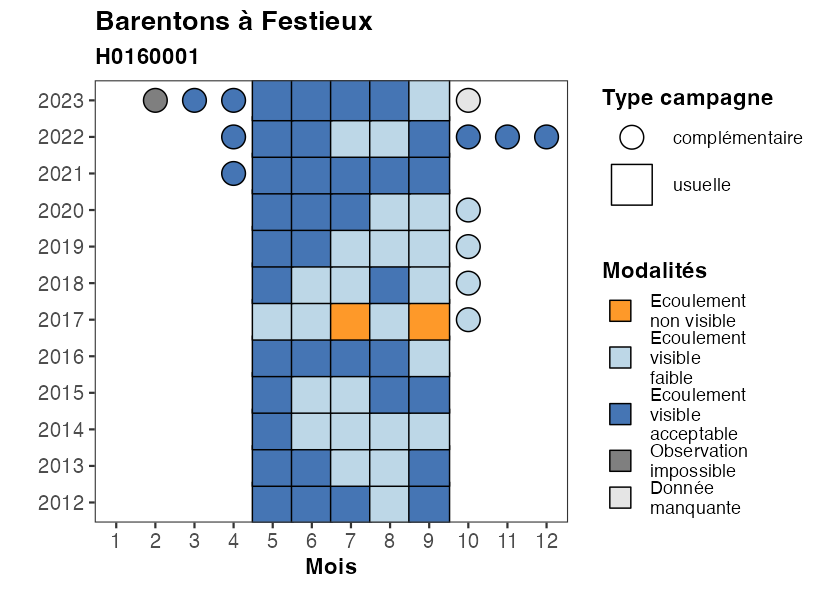 Barentons à Festieux
H0160001
2023
2022
2021
2020
2019
2018
2017
2016
2015
2014
2013
2012
1 2 3 4 5 6 7 8 9 10 11 12
Mois
Type campagne
complémentaire
usuelle
Modalités
Ecoulement
non visible
Ecoulement
visible
faible
Ecoulement
visible
acceptable
Observation
impossible
Donnée
manquante